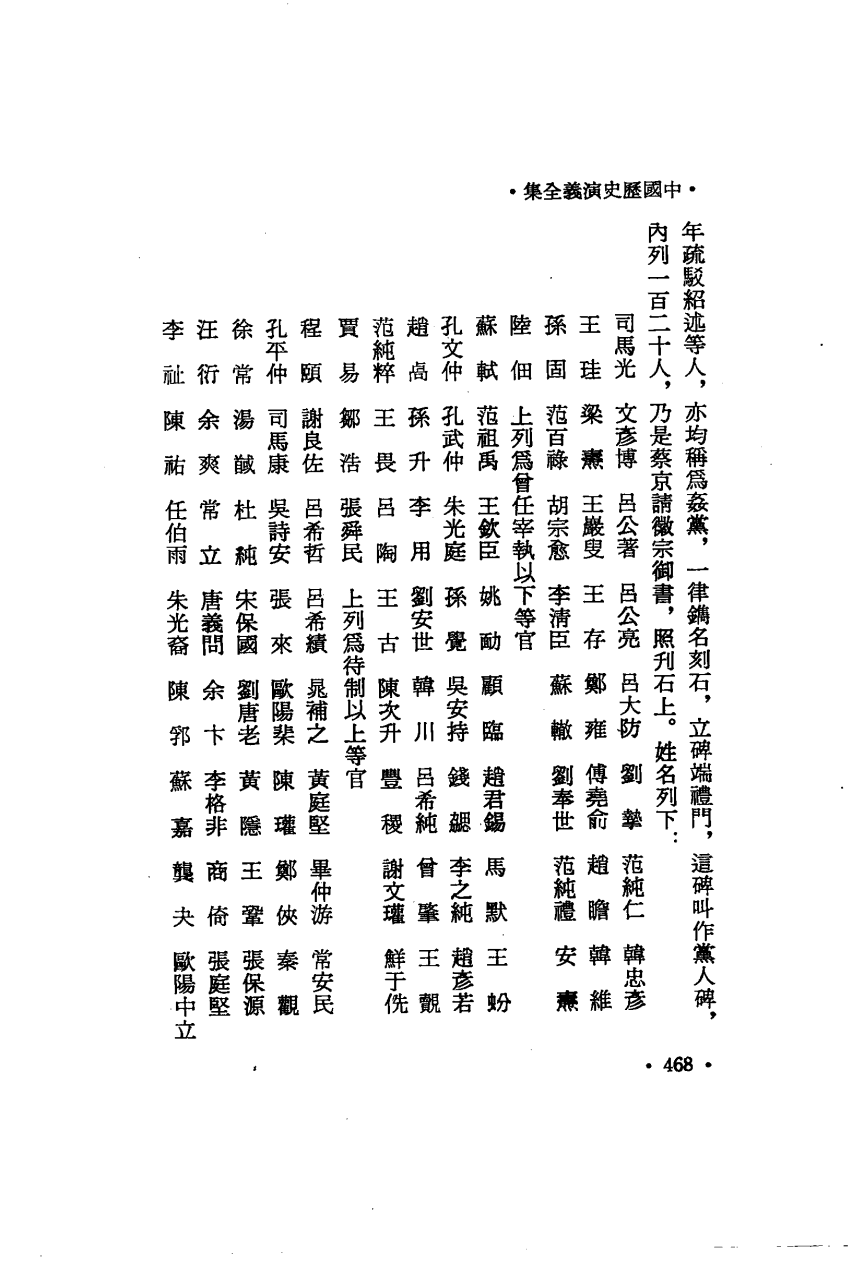 •中國歷史演義全集•
年疏駁紹述等人，亦均稱爲姦黨，一律鐫名刻石，立碑端禮門，這碑叫作黨人碑，
內列一百二十人，乃是蔡京請徽宗御書，照刋石上。姓名列下：
司馬光 文彥博 呂公著 呂公亮 呂大防 劉摯 范純仁 韓忠彥
王珪 梁燾 王巖叟 王存 鄭雍 傅堯俞 趙瞻 韓維
孫固 范百祿 胡宗愈 李清臣 蘇轍 劉奉世 范純禮 安燾
陸佃 上列爲曾任宰執以下等官
蘇軾 范祖禹 王欽臣 姚勔 顧臨 趙君錫 馬默 王蚡
孔文仲 孔武仲 朱光庭 孫覺 吳安持 錢勰 李之純 趙彥若
趙卨 孫升 李用 劉安世 韓川 呂希純 曾肇 王覿
范純粹 王畏 呂陶 王古 陳次升 豐稷 謝文瓘 鮮于侁
賈易 鄒浩 張舜民 上列爲待制以上等官
程頤 謝良佐 呂希哲 呂希績 晁補之 黃庭堅 畢仲游 常安民
孔平仲 司馬康 吳詩安 張來 歐陽棐 陳瓘 鄭俠 秦觀
徐常 湯馘 杜純 宋保國 劉唐老 黃隱 王鞏 張保源
汪衍 余爽 常立 唐義問 余卞 李格非 商倚 張庭堅
李祉 陳祐 任伯雨 朱光裔 陳郛 蘇嘉 龔夬 歐陽中立
•468•